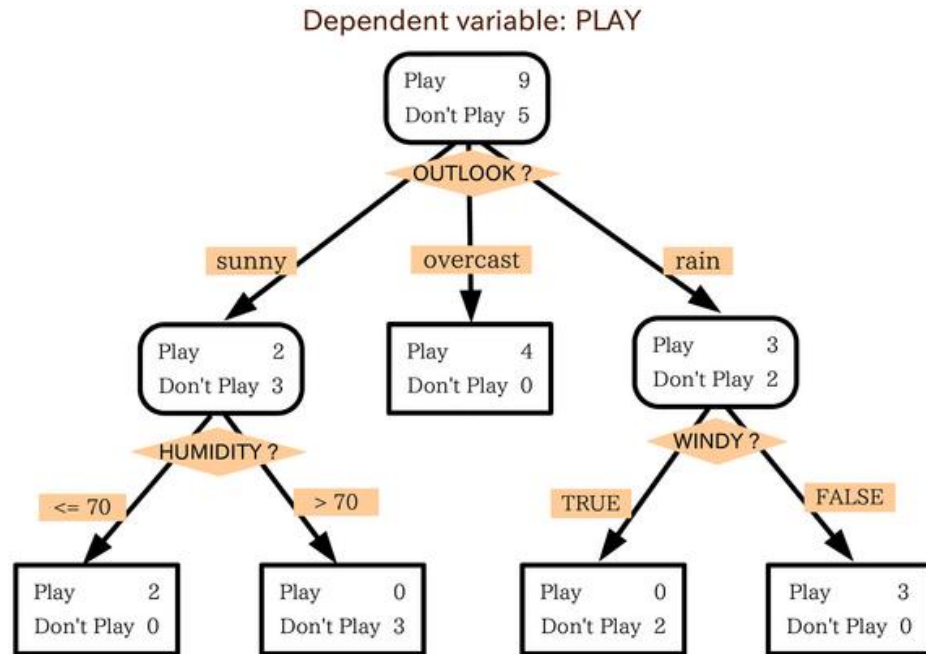 Dependent variable: PLAY
Play 9
Don't Play 5
OUTLOOK ?
sunny
overcast
rain
Play 2
Don't Play 3
Play 4
Don't Play 0
Play 3
Don't Play 2
HUMIDITY ?
WINDY ?
<= 70
> 70
TRUE
FALSE
Play 2
Don't Play 0
Play 0
Don't Play 3
Play 0
Don't Play 2
Play 3
Don't Play 0